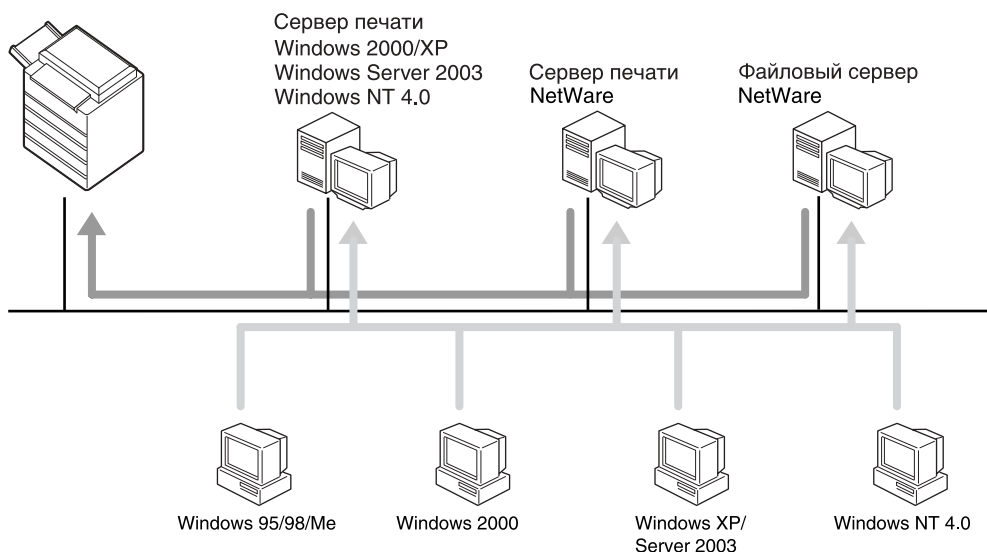 Сервер печати
Windows 2000/XP
Windows Server 2003
Windows NT 4.0
Сервер печати
NetWare
Файловый сервер
NetWare
Windows 95/98/Me
Windows 2000
Windows XP/
Server 2003
Windows NT 4.0